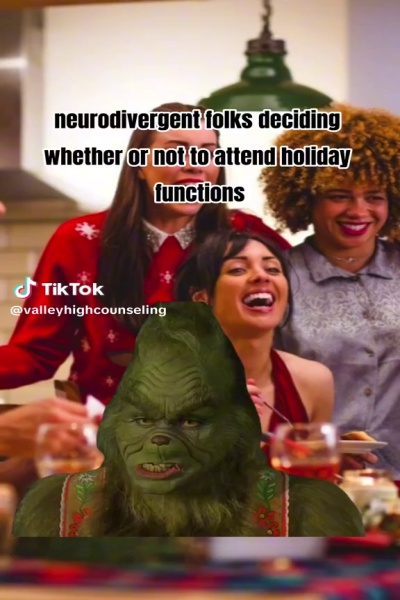 neurodivergent folks deciding
whether or not to attend holiday
functions
TikTok
@valleyhighcounseling